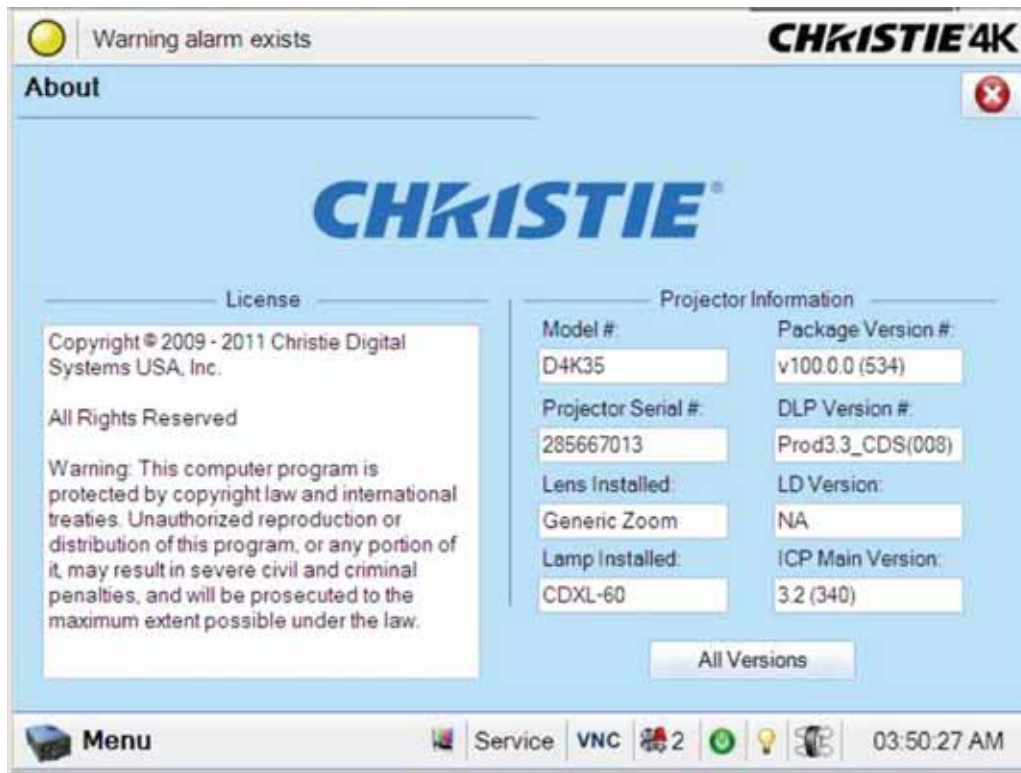 Warning alarm exists
CHRISTIE 4K
About
CHRISTIE®
License
Copyright © 2009 - 2011 Christie Digital
Systems USA, Inc.
All Rights Reserved
Warning: This computer program is
protected by copyright law and international
treaties. Unauthorized reproduction or
distribution of this program, or any portion of
it, may result in severe civil and criminal
penalties, and will be prosecuted to the
maximum extent possible under the law.
Projector Information
Model #:
D4K35
Package Version #:
v100.0.0 (534)
Projector Serial #:
285667013
DLP Version #:
Prod3.3_CDS(008)
Lens Installed:
Generic Zoom
LD Version:
NA
Lamp Installed:
CDXL-60
ICP Main Version:
3.2 (340)
All Versions
Menu
Service
VNC
2
03:50:27 AM